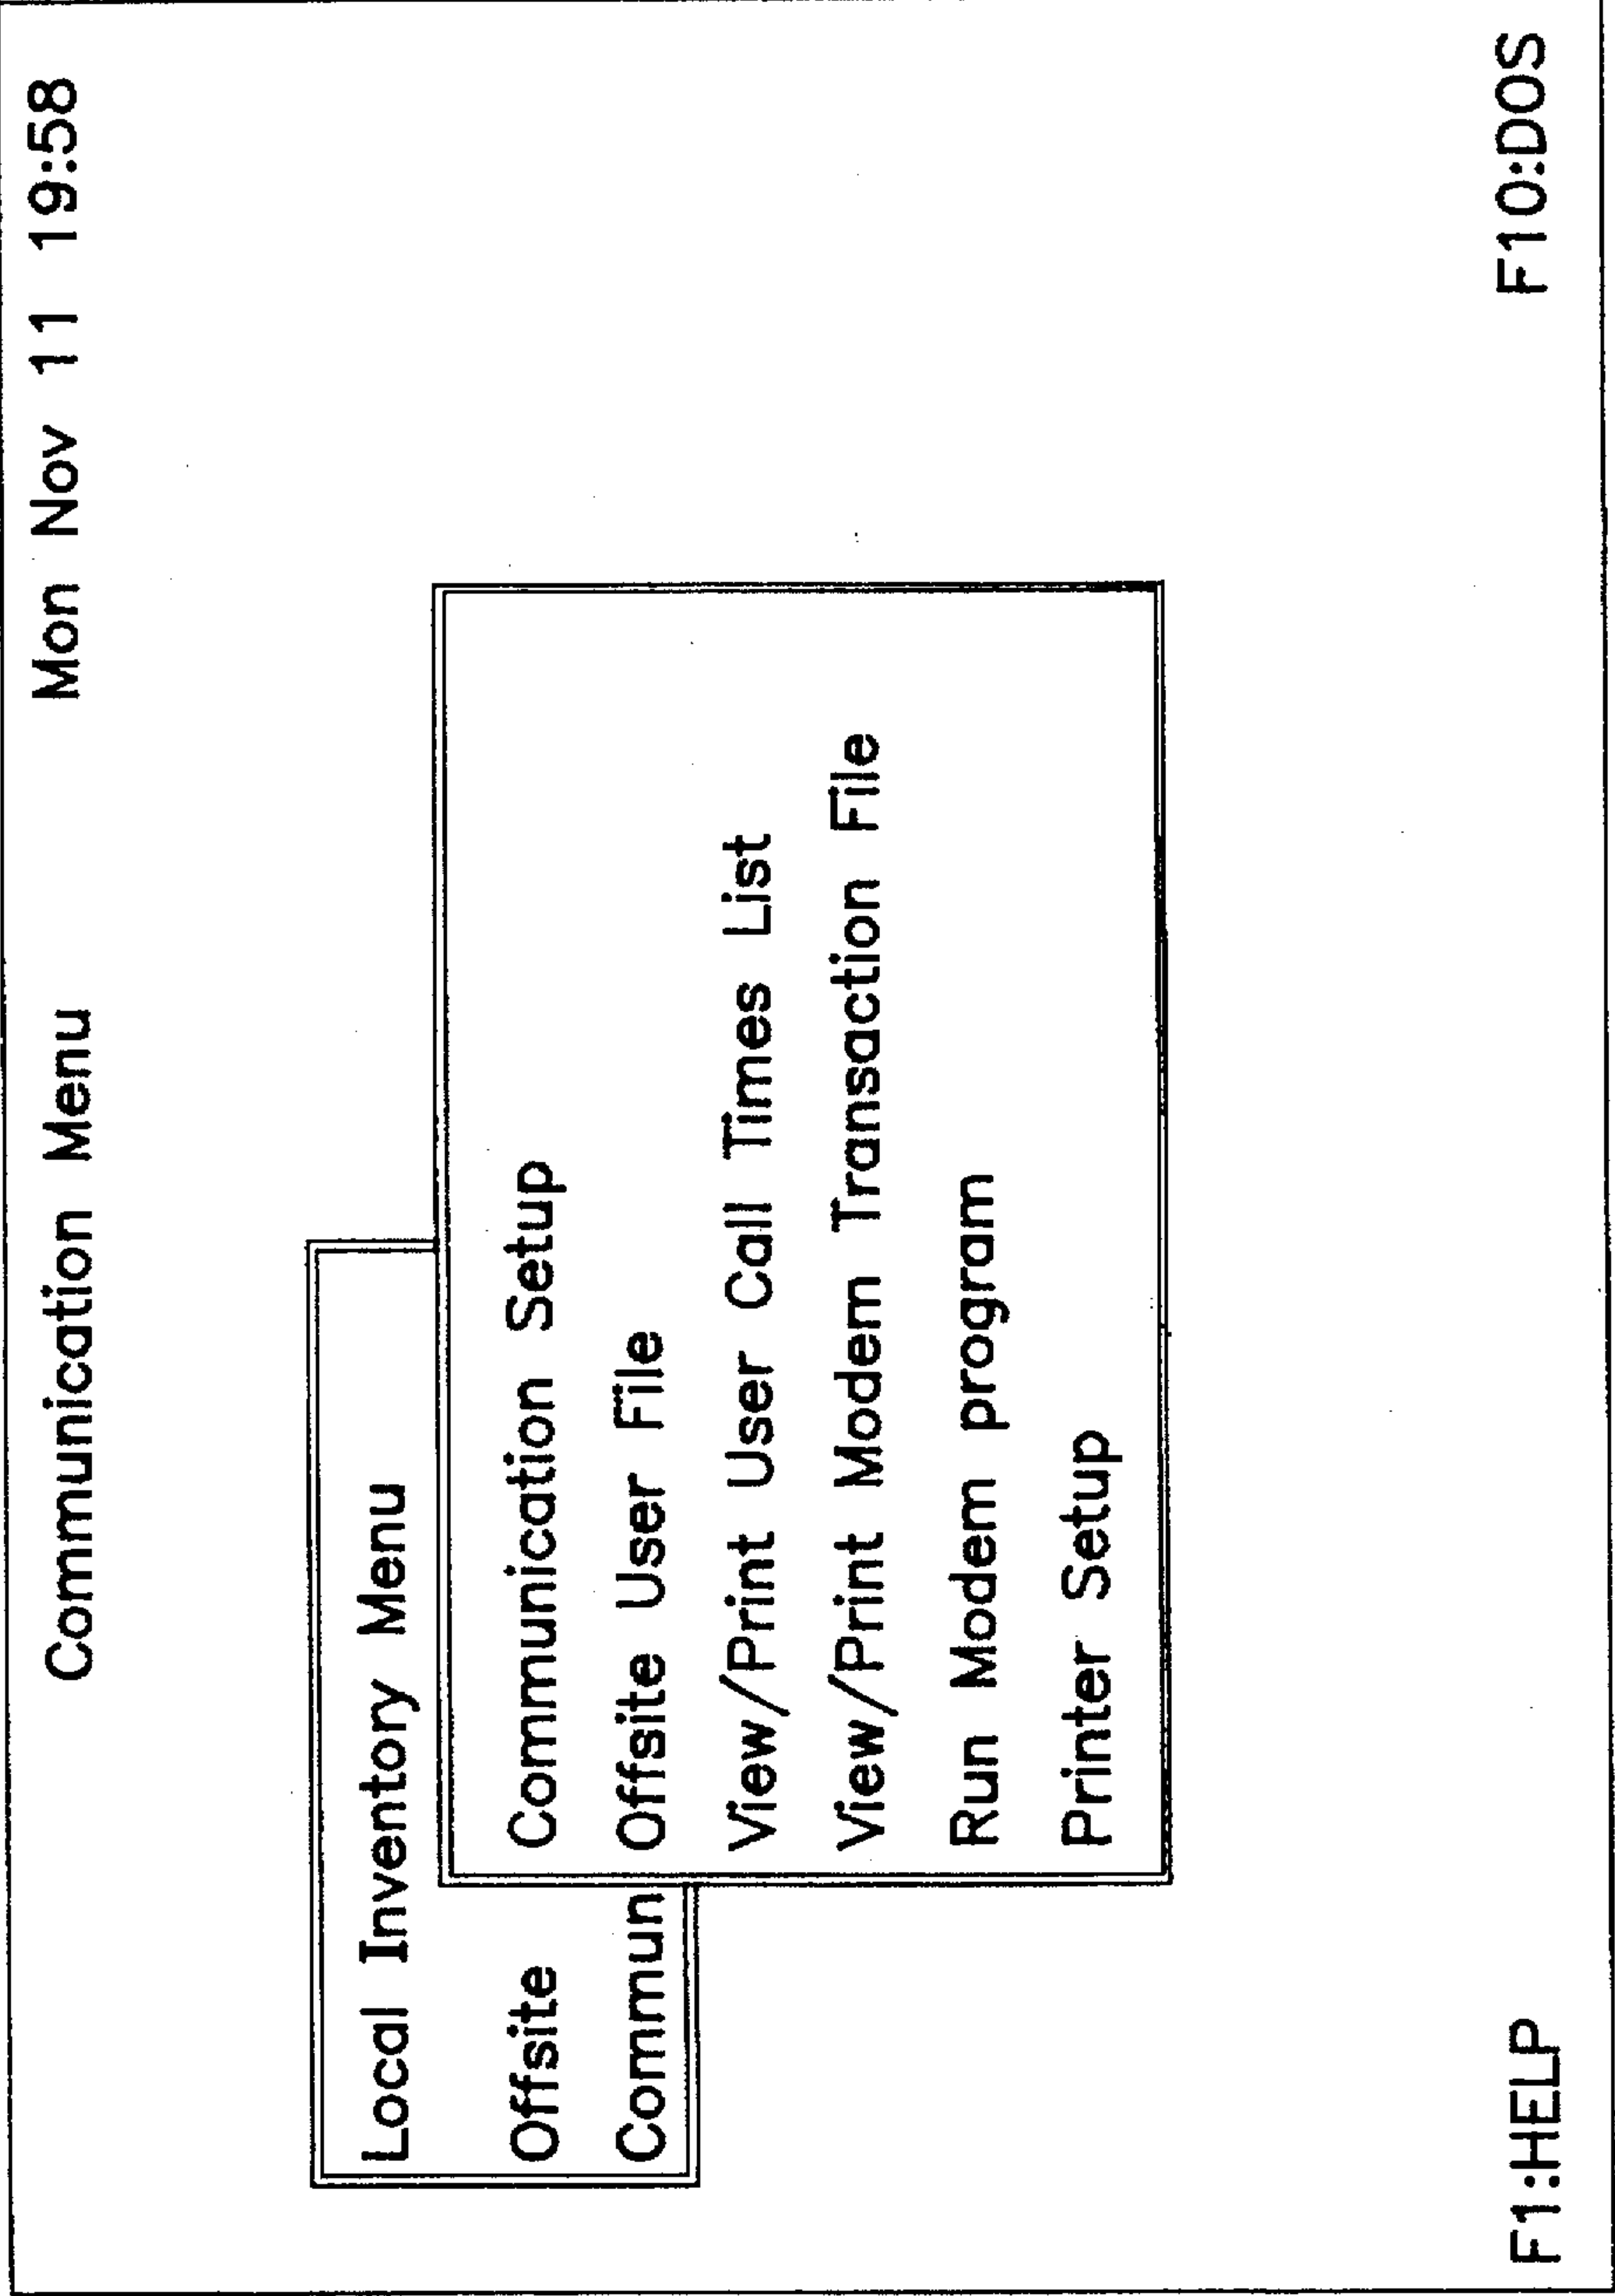 Communication Menu Mon Nov 11 19:58
Local Inventory Menu
Offsite
Commun
Communication Setup
Offsite User File
View/Print User Call Times List
View/Print Modem Transaction File
Run Modem program
Printer Setup
F1:HELP F10:DOS